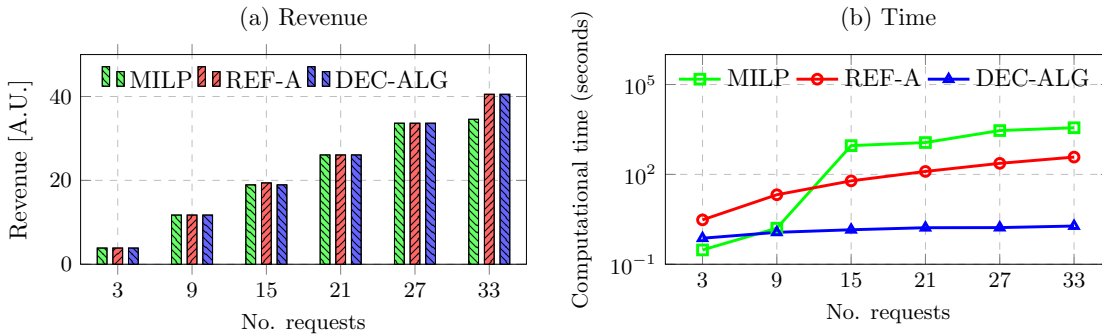 (a) Revenue
Revenue [A.U.]
MILP REF-A DEC-ALG
40
20
0
3 9 15 21 27 33
No. requests
(b) Time
Computational time (seconds)
MILP REF-A DEC-ALG
10^5
10^2
10^−1
3 9 15 21 27 33
No. requests